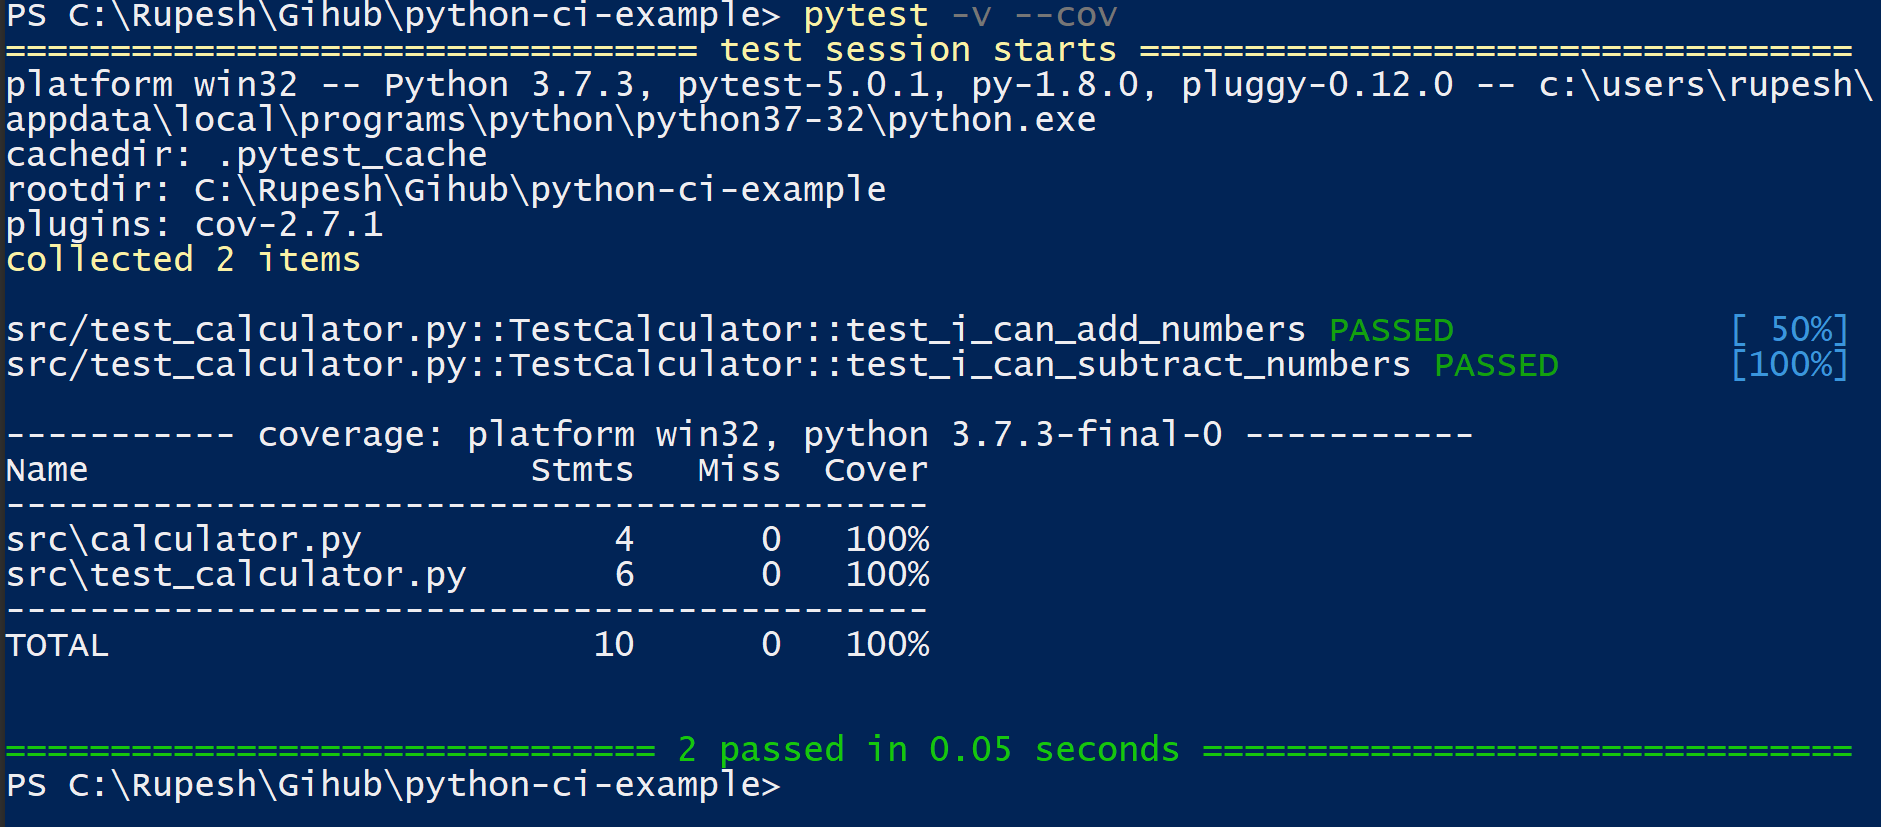 PS C:\Rupesh\Gihub\python-ci-example> pytest -v --cov
================================= test session starts ==================================
platform win32 -- Python 3.7.3, pytest-5.0.1, py-1.8.0, pluggy-0.12.0 -- c:\users\rupesh\
appdata\local\programs\python\python37-32\python.exe
cachedir: .pytest_cache
rootdir: C:\Rupesh\Gihub\python-ci-example
plugins: cov-2.7.1
collected 2 items
src/test_calculator.py::TestCalculator::test_i_can_add_numbers PASSED             [ 50%]
src/test_calculator.py::TestCalculator::test_i_can_subtract_numbers PASSED        [100%]
----------- coverage: platform win32, python 3.7.3-final-0 -----------
Name                     Stmts   Miss  Cover
--------------------------------------------
src\calculator.py            4      0   100%
src\test_calculator.py       6      0   100%
--------------------------------------------
TOTAL                       10      0   100%
=============================== 2 passed in 0.05 seconds ===============================
PS C:\Rupesh\Gihub\python-ci-example>